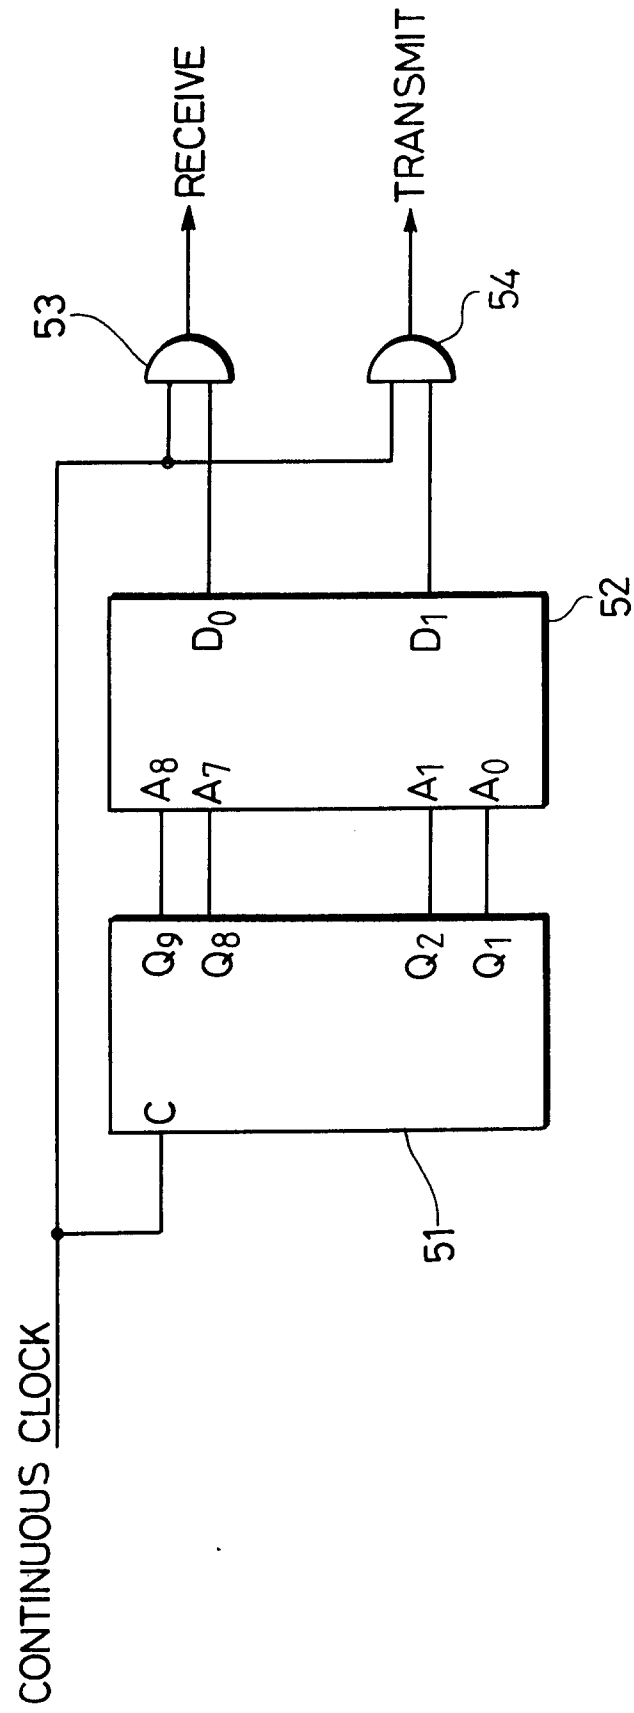 CONTINUOUS CLOCK
C
51
Q9
Q8
Q2
Q1
A8
A7
A1
A0
D0
D1
52
53
54
RECEIVE
TRANSMIT